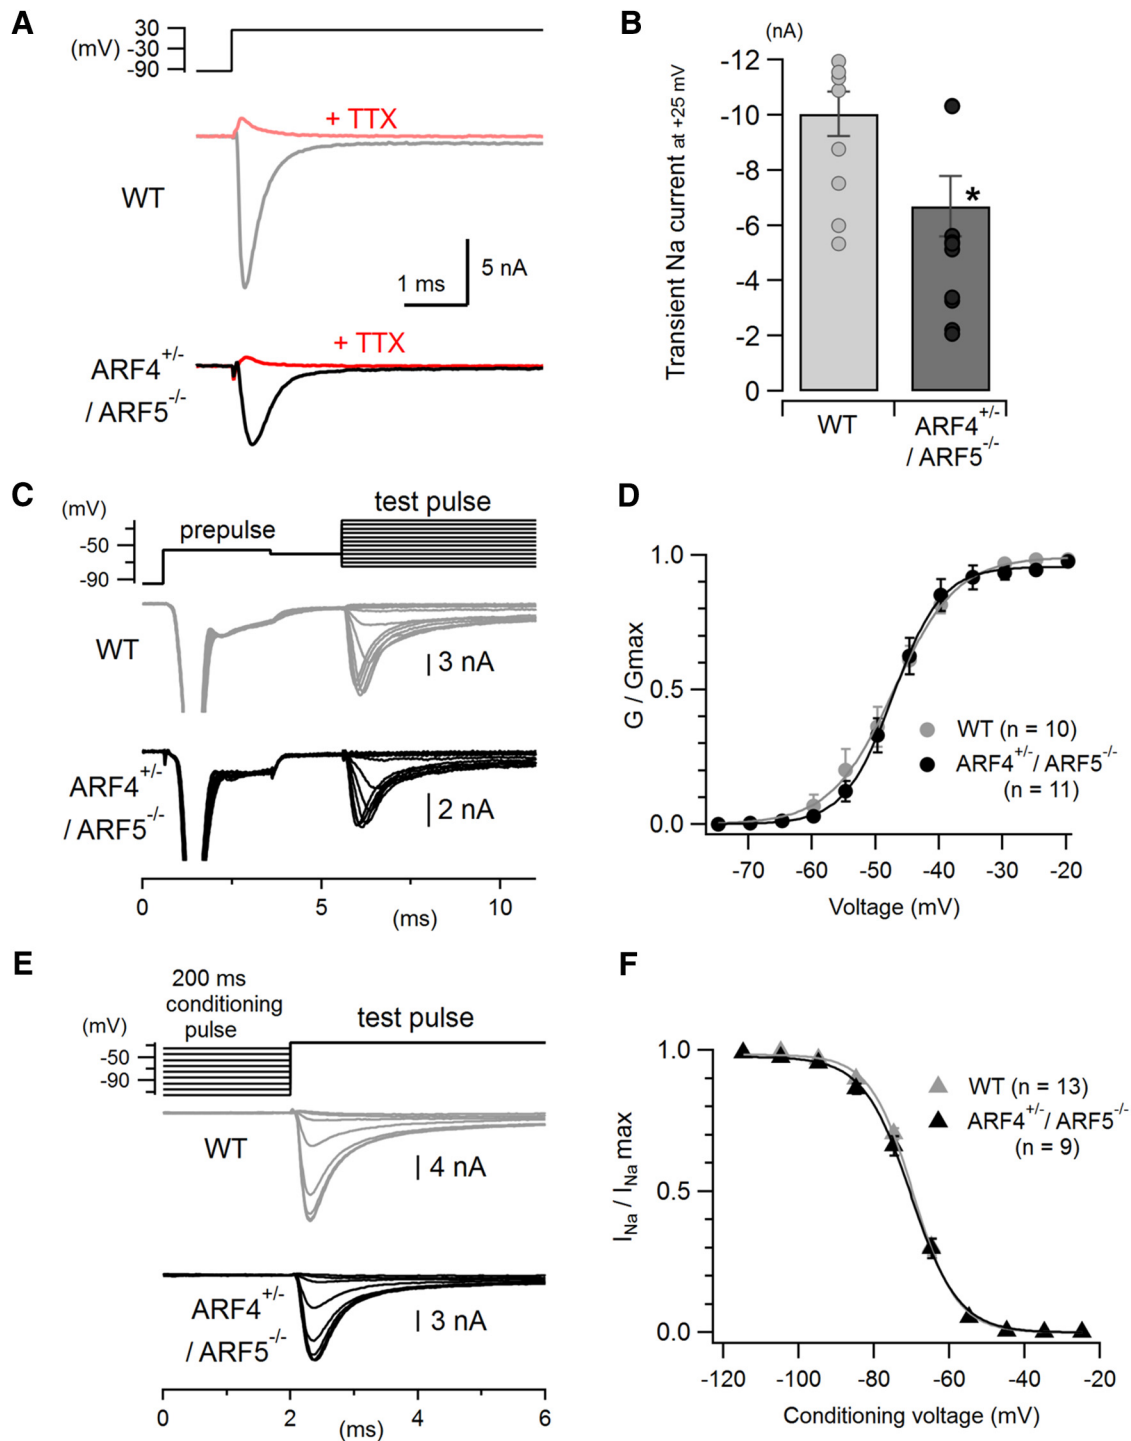 A
30
(mV) -30
-90
+ TTX
WT
1 ms
5 nA
+ TTX
ARF4+/-
/ ARF5-/-
B
(nA)
Transient Na current at +25 mV
-12
-10
-8
-6
-4
-2
0
*
WT
ARF4+/-
/ ARF5-/-
C
(mV)
-50
-90
prepulse
test pulse
WT
3 nA
ARF4+/-
/ ARF5-/-
2 nA
0 5 10
(ms)
D
G / Gmax
1.0
0.5
0.0
WT (n = 10)
ARF4+/-/ ARF5-/-
(n = 11)
-70 -60 -50 -40 -30 -20
Voltage (mV)
E
200 ms
conditioning
pulse
test pulse
(mV)
-50
-90
WT
4 nA
ARF4+/-
/ ARF5-/-
3 nA
0 2 4 6
(ms)
F
INa / INa max
1.0
0.5
0.0
WT (n = 13)
ARF4+/-/ ARF5-/-
(n = 9)
-120 -100 -80 -60 -40 -20
Conditioning voltage (mV)